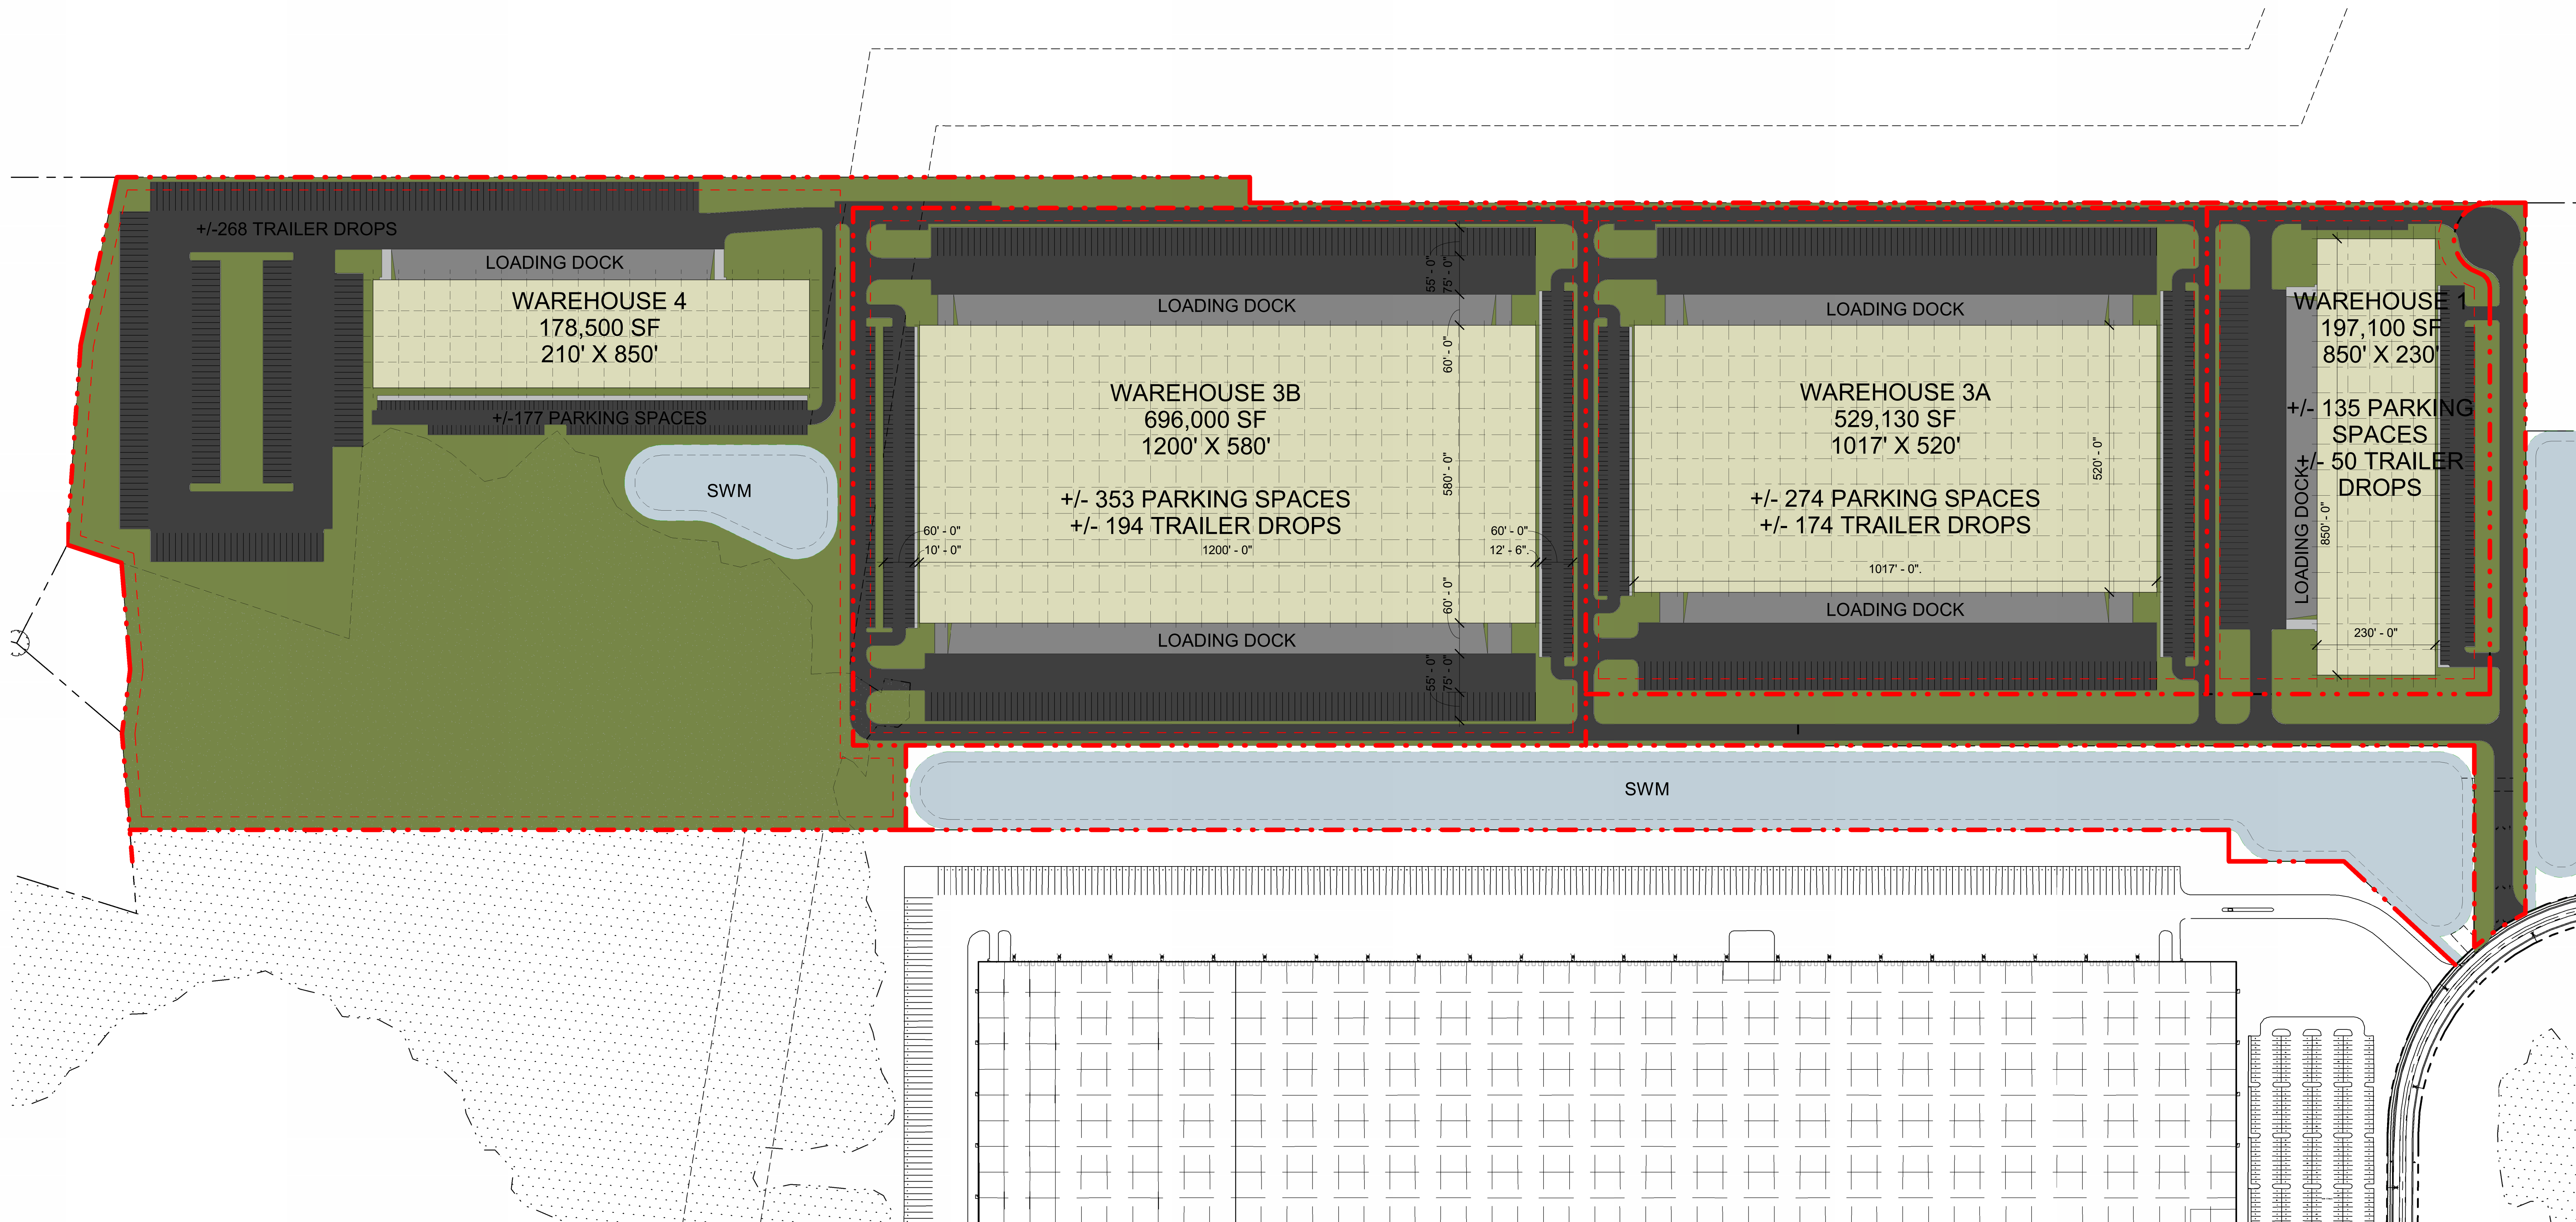 +/-268 TRAILER DROPS
LOADING DOCK
WAREHOUSE 4
178,500 SF
210' X 850'
+/-177 PARKING SPACES
SWM
LOADING DOCK
55' - 0"
75' - 0"
60' - 0"
WAREHOUSE 3B
696,000 SF
1200' X 580'
+/- 353 PARKING SPACES
+/- 194 TRAILER DROPS
580' - 0"
60' - 0"
10' - 0"
1200' - 0"
60' - 0"
12' - 6".
60' - 0"
LOADING DOCK
55' - 0"
75' - 0"
LOADING DOCK
WAREHOUSE 3A
529,130 SF
1017' X 520'
+/- 274 PARKING SPACES
+/- 174 TRAILER DROPS
520' - 0"
1017' - 0".
LOADING DOCK
WAREHOUSE 1
197,100 SF
850' X 230'
+/- 135 PARKING
SPACES
+/- 50 TRAILER
DROPS
LOADING DOCK
850' - 0"
230' - 0"
SWM